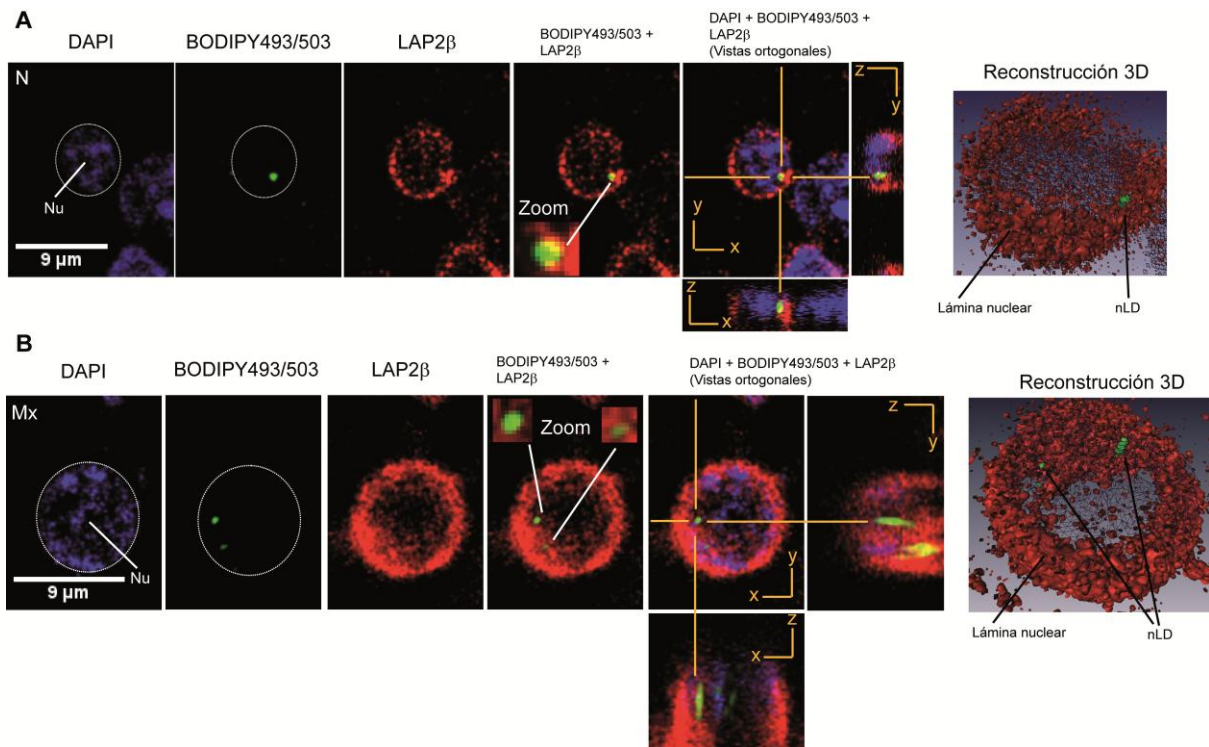 A
DAPI
BODIPY493/503
LAP2β
BODIPY493/503 +
LAP2β
DAPI + BODIPY493/503 +
LAP2β
(Vistas ortogonales)
Reconstrucción 3D
N
Nu
9 µm
Zoom
y
x
z
y
z
x
Lámina nuclear
nLD
B
DAPI
BODIPY493/503
LAP2β
BODIPY493/503 +
LAP2β
DAPI + BODIPY493/503 + LAP2β
(Vistas ortogonales)
Reconstrucción 3D
Mx
Nu
9 µm
Zoom
y
x
z
y
z
x
Lámina nuclear
nLD